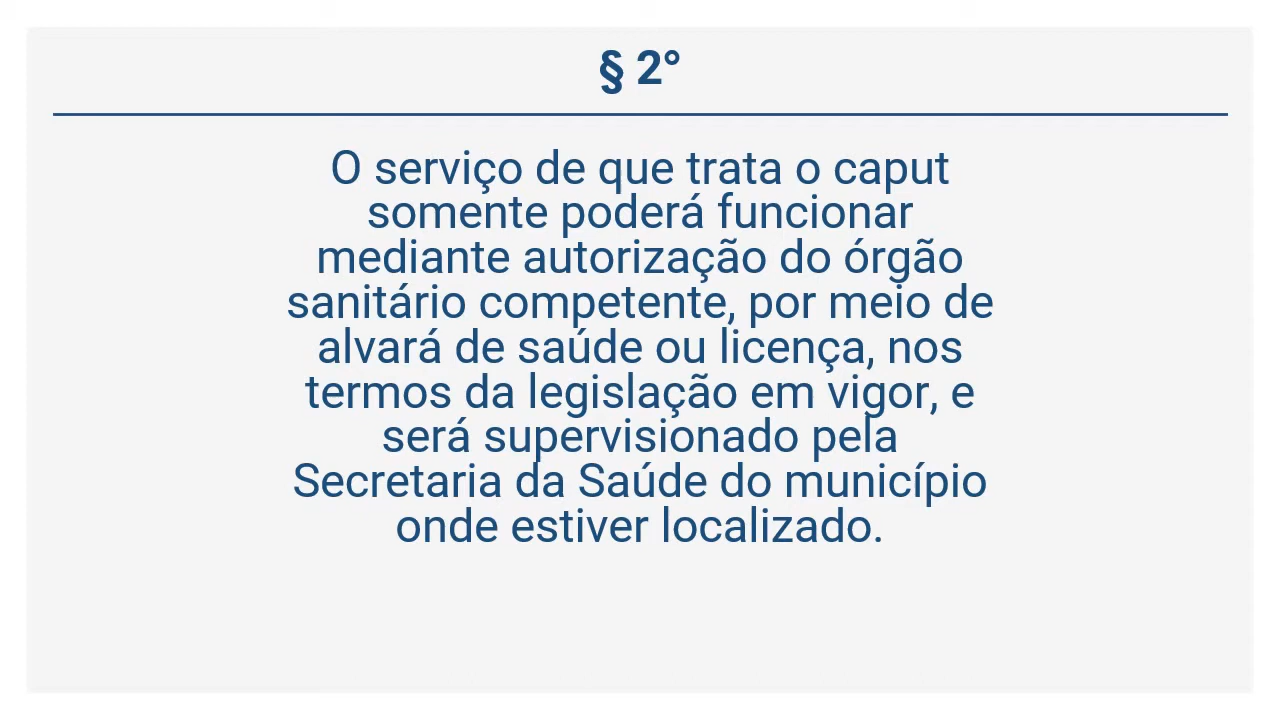 § 2°
O serviço de que trata o caput
somente poderá funcionar
mediante autorização do órgão
sanitário competente, por meio de
alvará de saúde ou licença, nos
termos da legislação em vigor, e
será supervisionado pela
Secretaria da Saúde do município
onde estiver localizado.